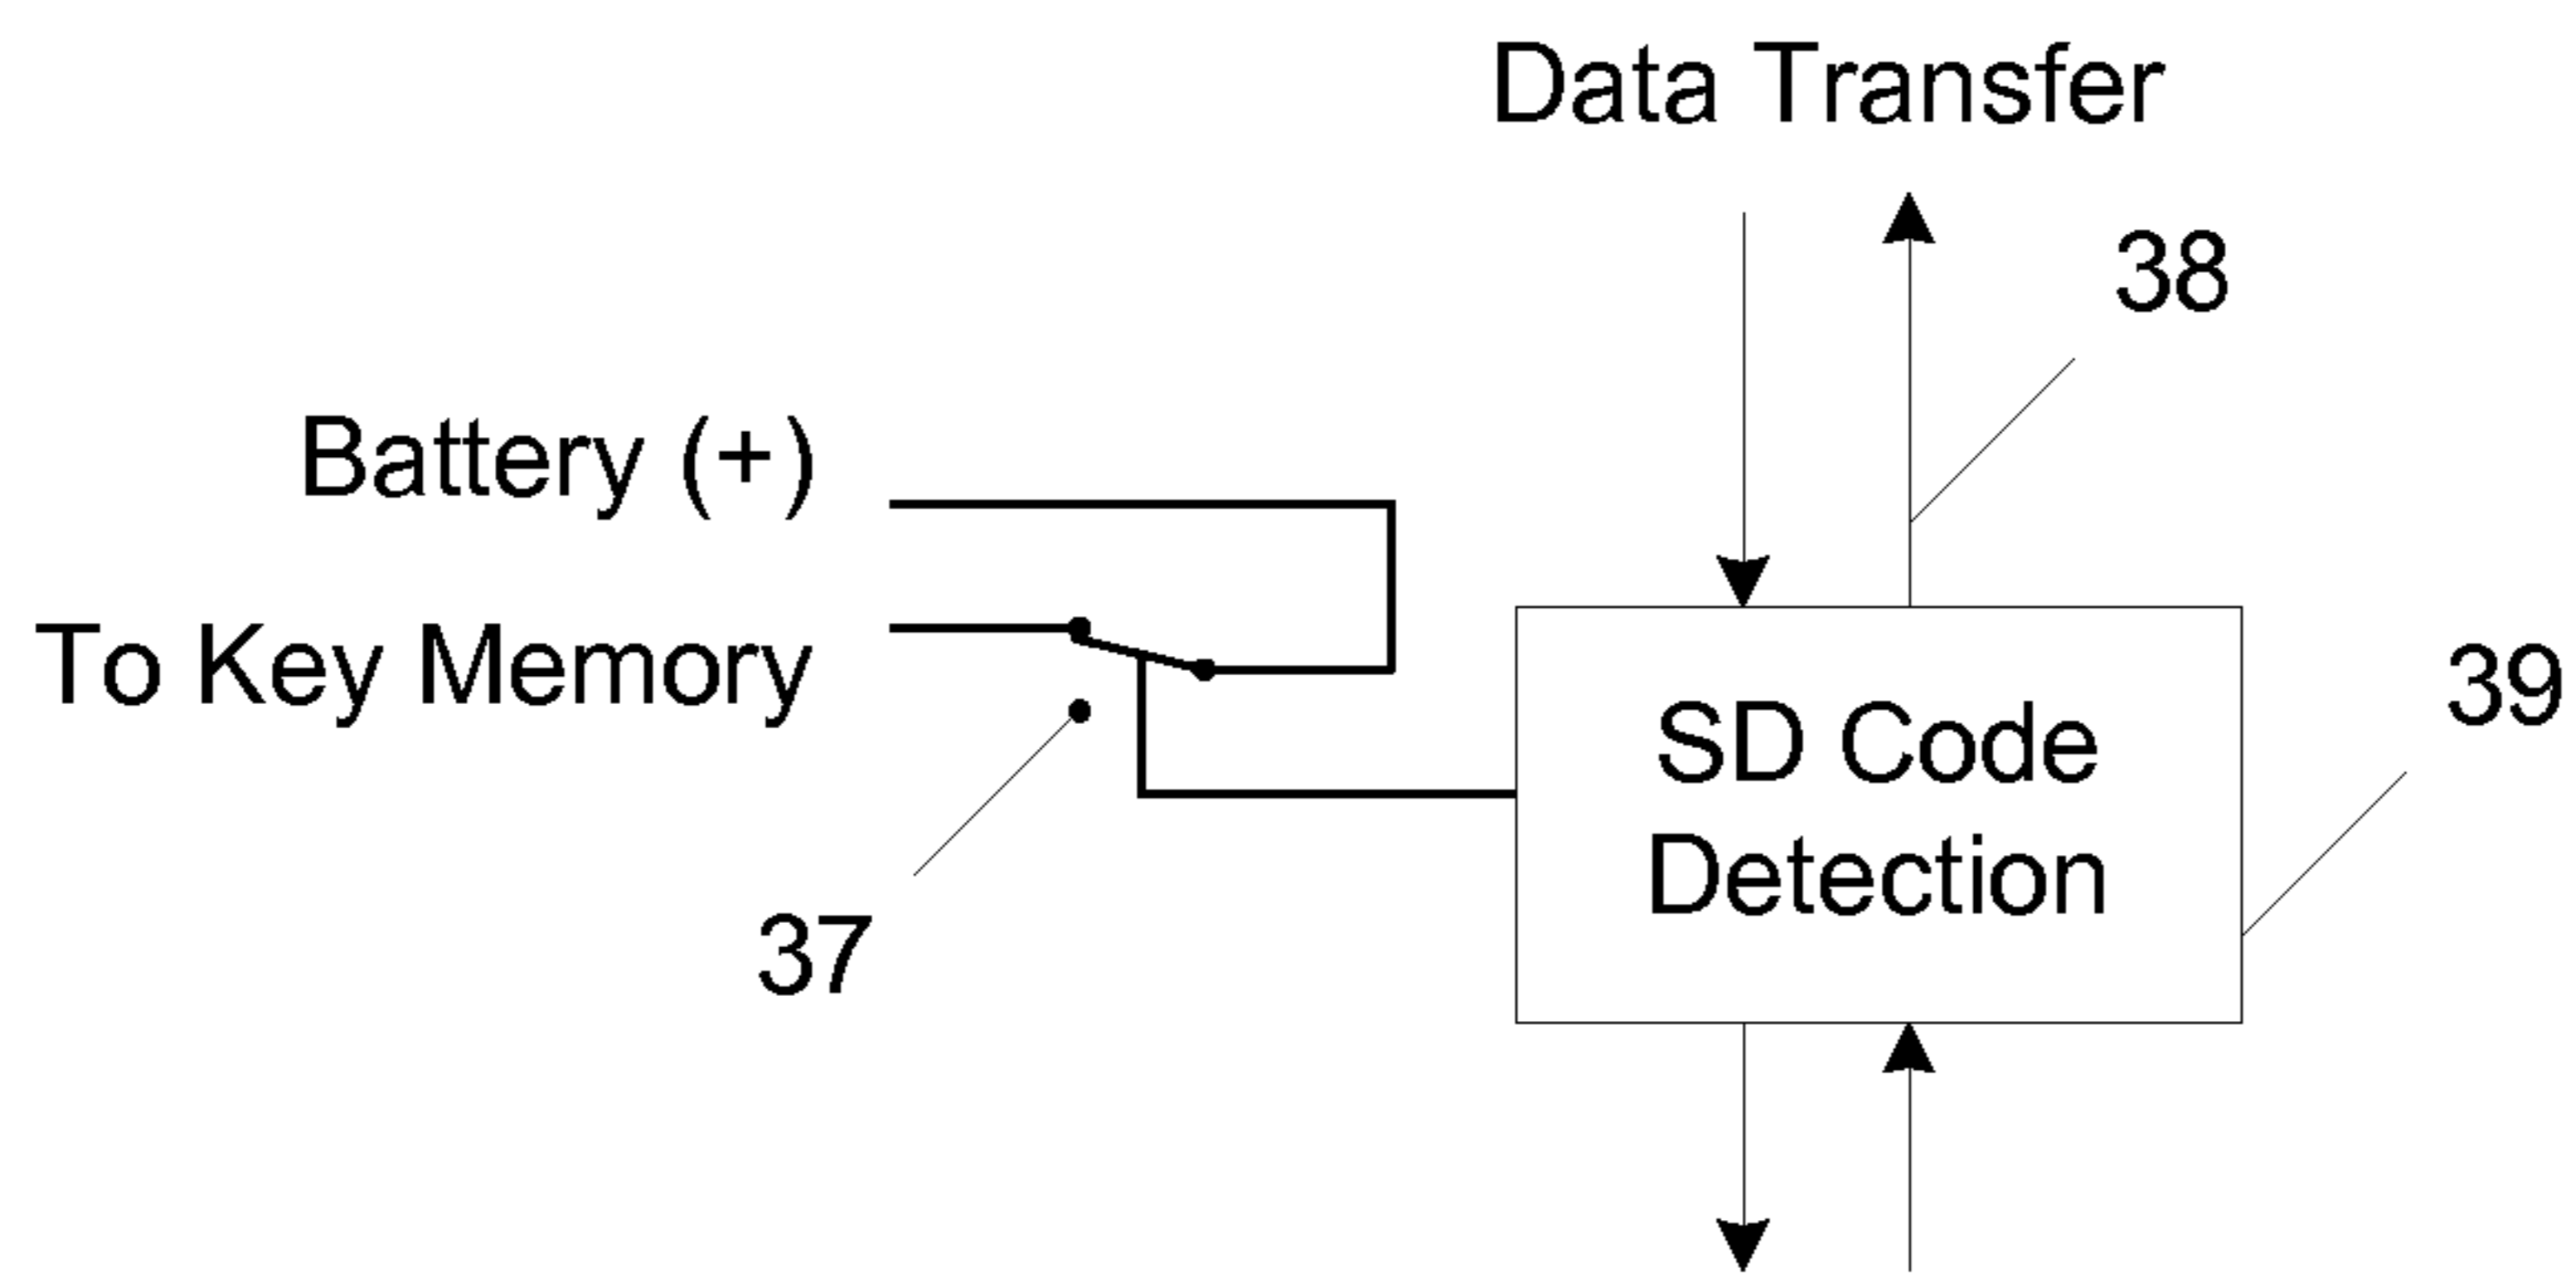 Data Transfer
38
Battery (+)
To Key Memory
39
SD Code
Detection
37